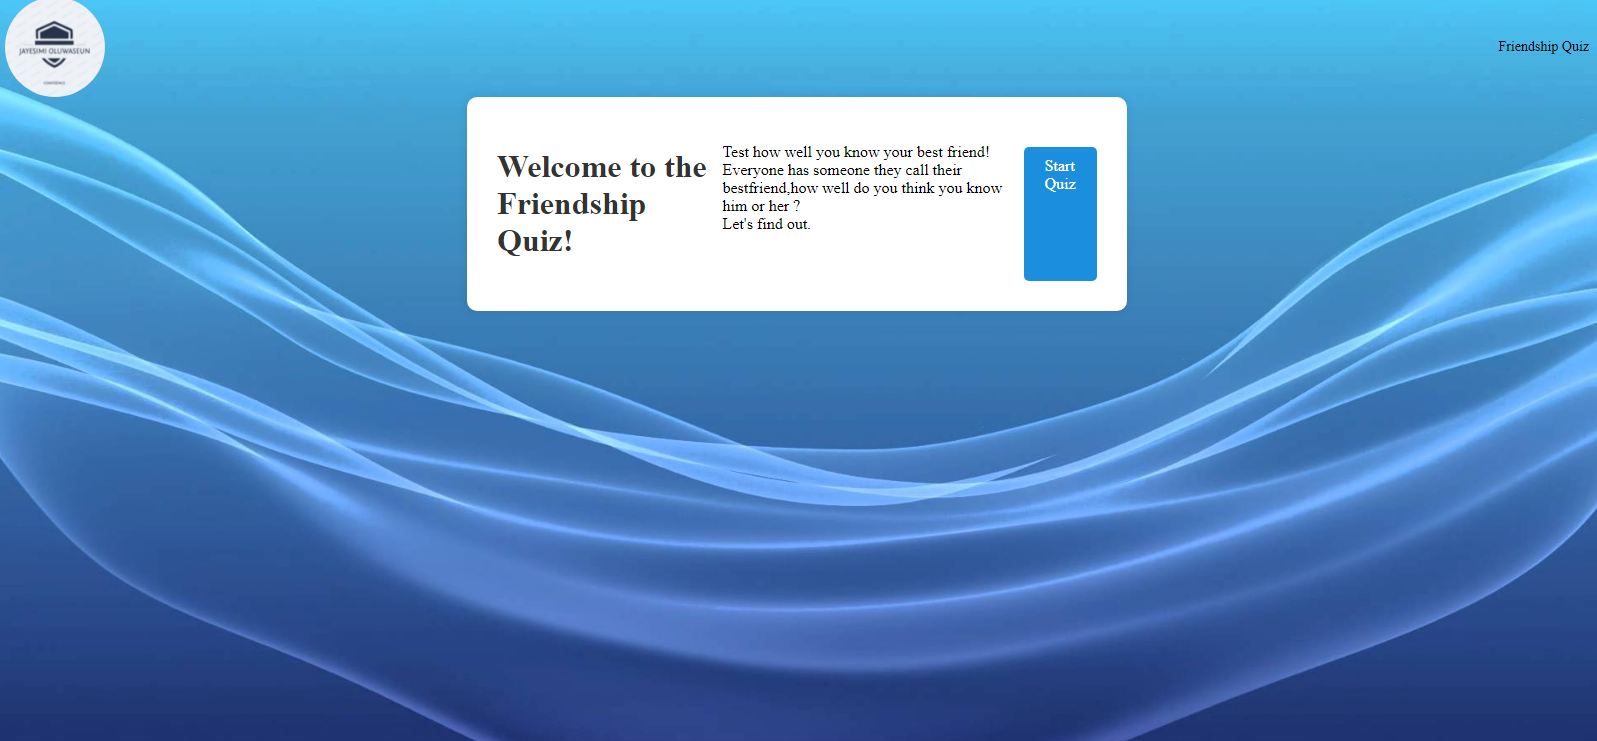 JAYESIMI OLUWASEUN
CONFERENCE
Friendship Quiz
Welcome to the
Friendship
Quiz!
Test how well you know your best friend!
Everyone has someone they call their
bestfriend,how well do you think you know
him or her ?
Let's find out.
Start
Quiz